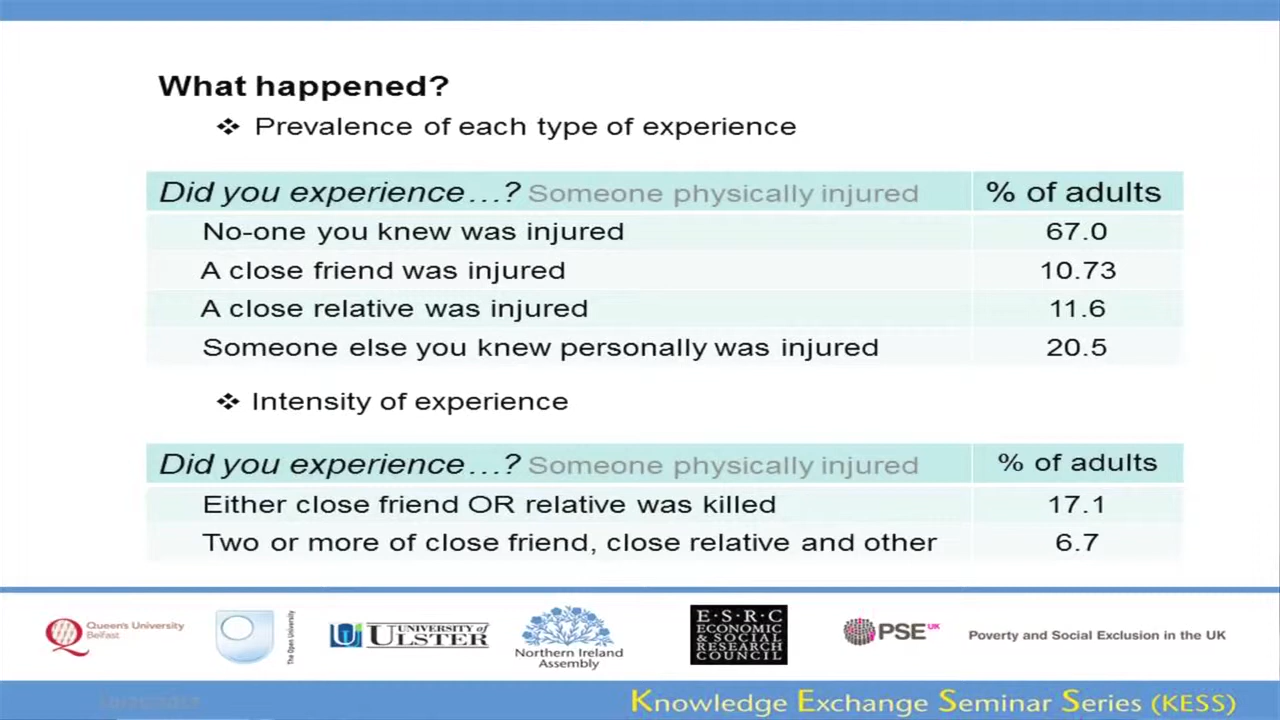 What happened?
❖ Prevalence of each type of experience
Did you experience…? Someone physically injured % of adults
No-one you knew was injured 67.0
A close friend was injured 10.73
A close relative was injured 11.6
Someone else you knew personally was injured 20.5
❖ Intensity of experience
Did you experience…? Someone physically injured % of adults
Either close friend OR relative was killed 17.1
Two or more of close friend, close relative and other 6.7
Queen's University
Belfast
The Open University
UNIVERSITY of
ULSTER
Northern Ireland
Assembly
E·S·R·C
ECONOMIC
& SOCIAL
RESEARCH
COUNCIL
PSE UK
Poverty and Social Exclusion in the UK
Knowledge Exchange Seminar Series (KESS)